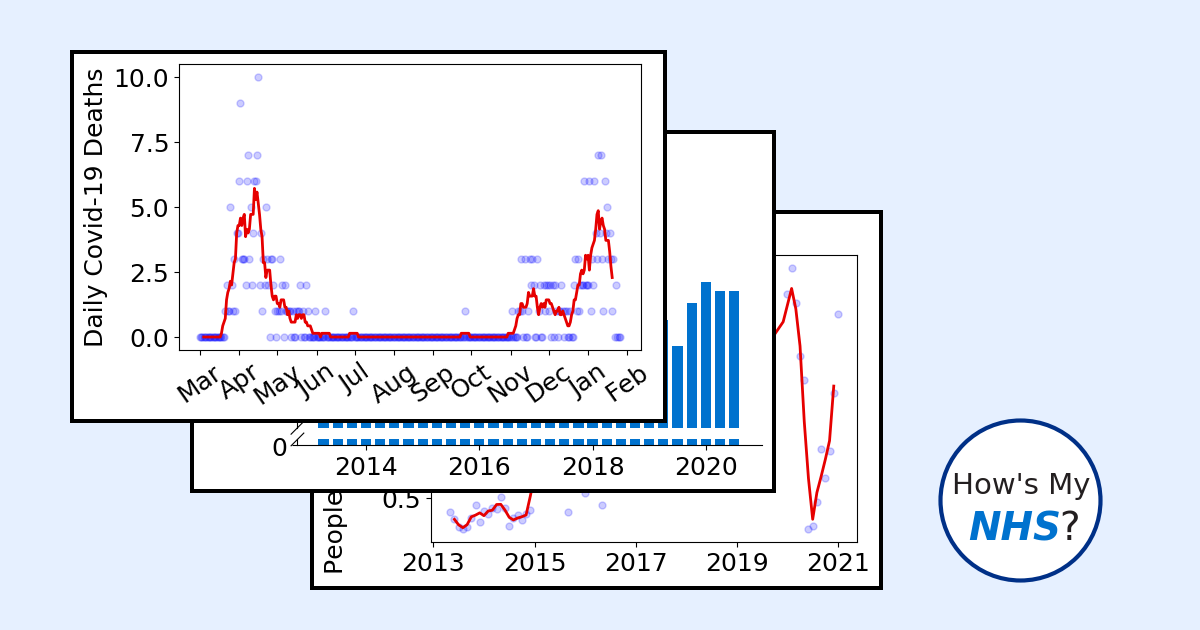 Daily Covid-19 Deaths
10.0
7.5
5.0
2.5
0.0
Mar Apr May Jun Jul Aug Sep Oct Nov Dec Jan Feb
0
2014 2016 2018 2020
People
0.5
2013 2015 2017 2019 2021
How's My
NHS?